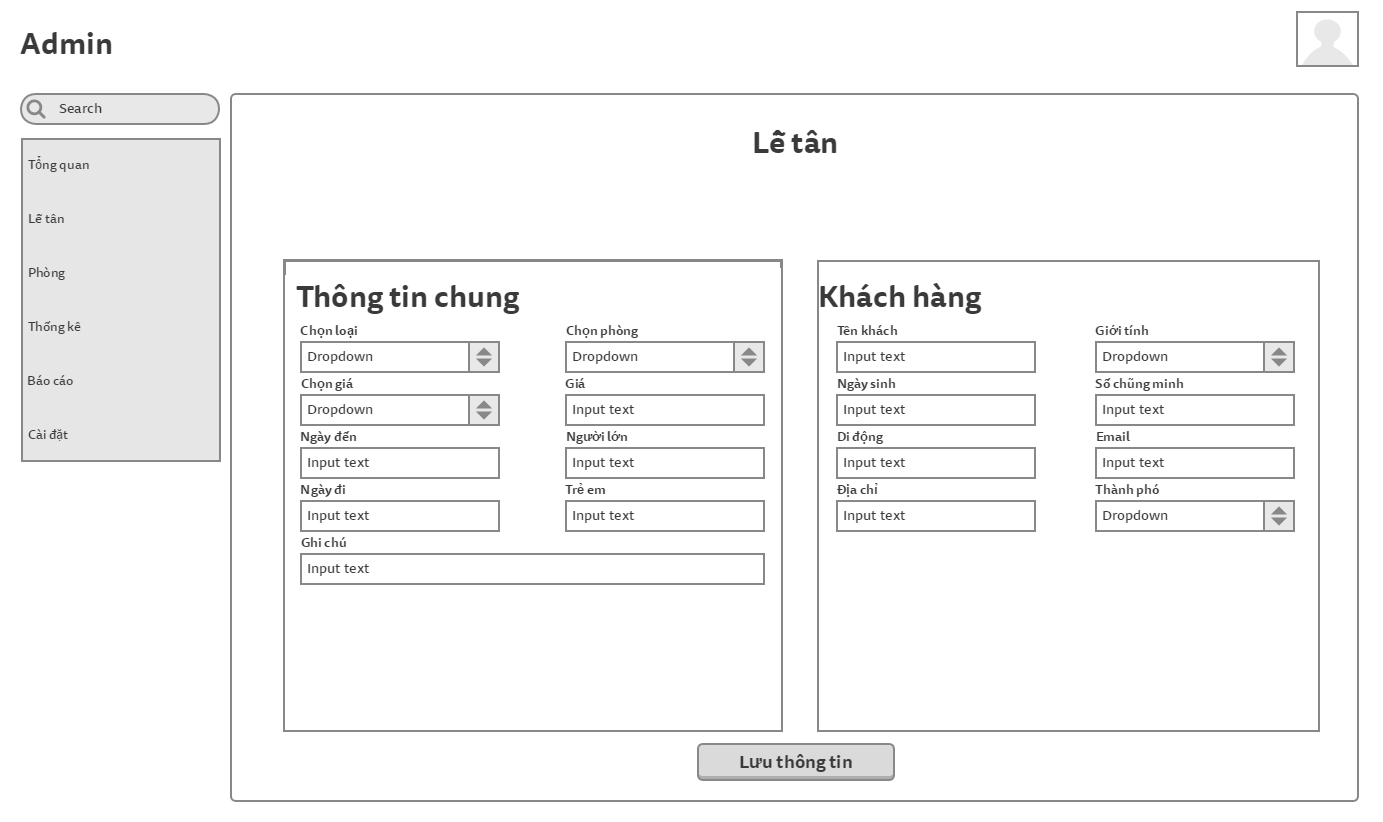 Admin
Search
Tổng quan
Lễ tân
Phòng
Thống kê
Báo cáo
Cài đặt
Lễ tân
Thông tin chung
Chọn loại
Chọn phòng
Dropdown
Dropdown
Chọn giá
Giá
Dropdown
Input text
Ngày đến
Người lớn
Input text
Input text
Ngày đi
Trẻ em
Input text
Input text
Ghi chú
Input text
Khách hàng
Tên khách
Giới tính
Input text
Dropdown
Ngày sinh
Số chũng minh
Input text
Input text
Di động
Email
Input text
Input text
Địa chỉ
Thành phó
Input text
Dropdown
Lưu thông tin